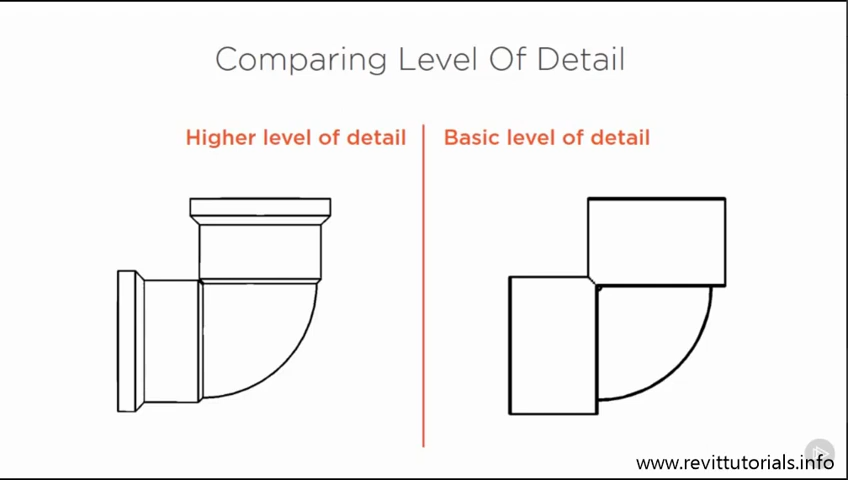 Comparing Level Of Detail
Higher level of detail
Basic level of detail
www.revittutorials.info